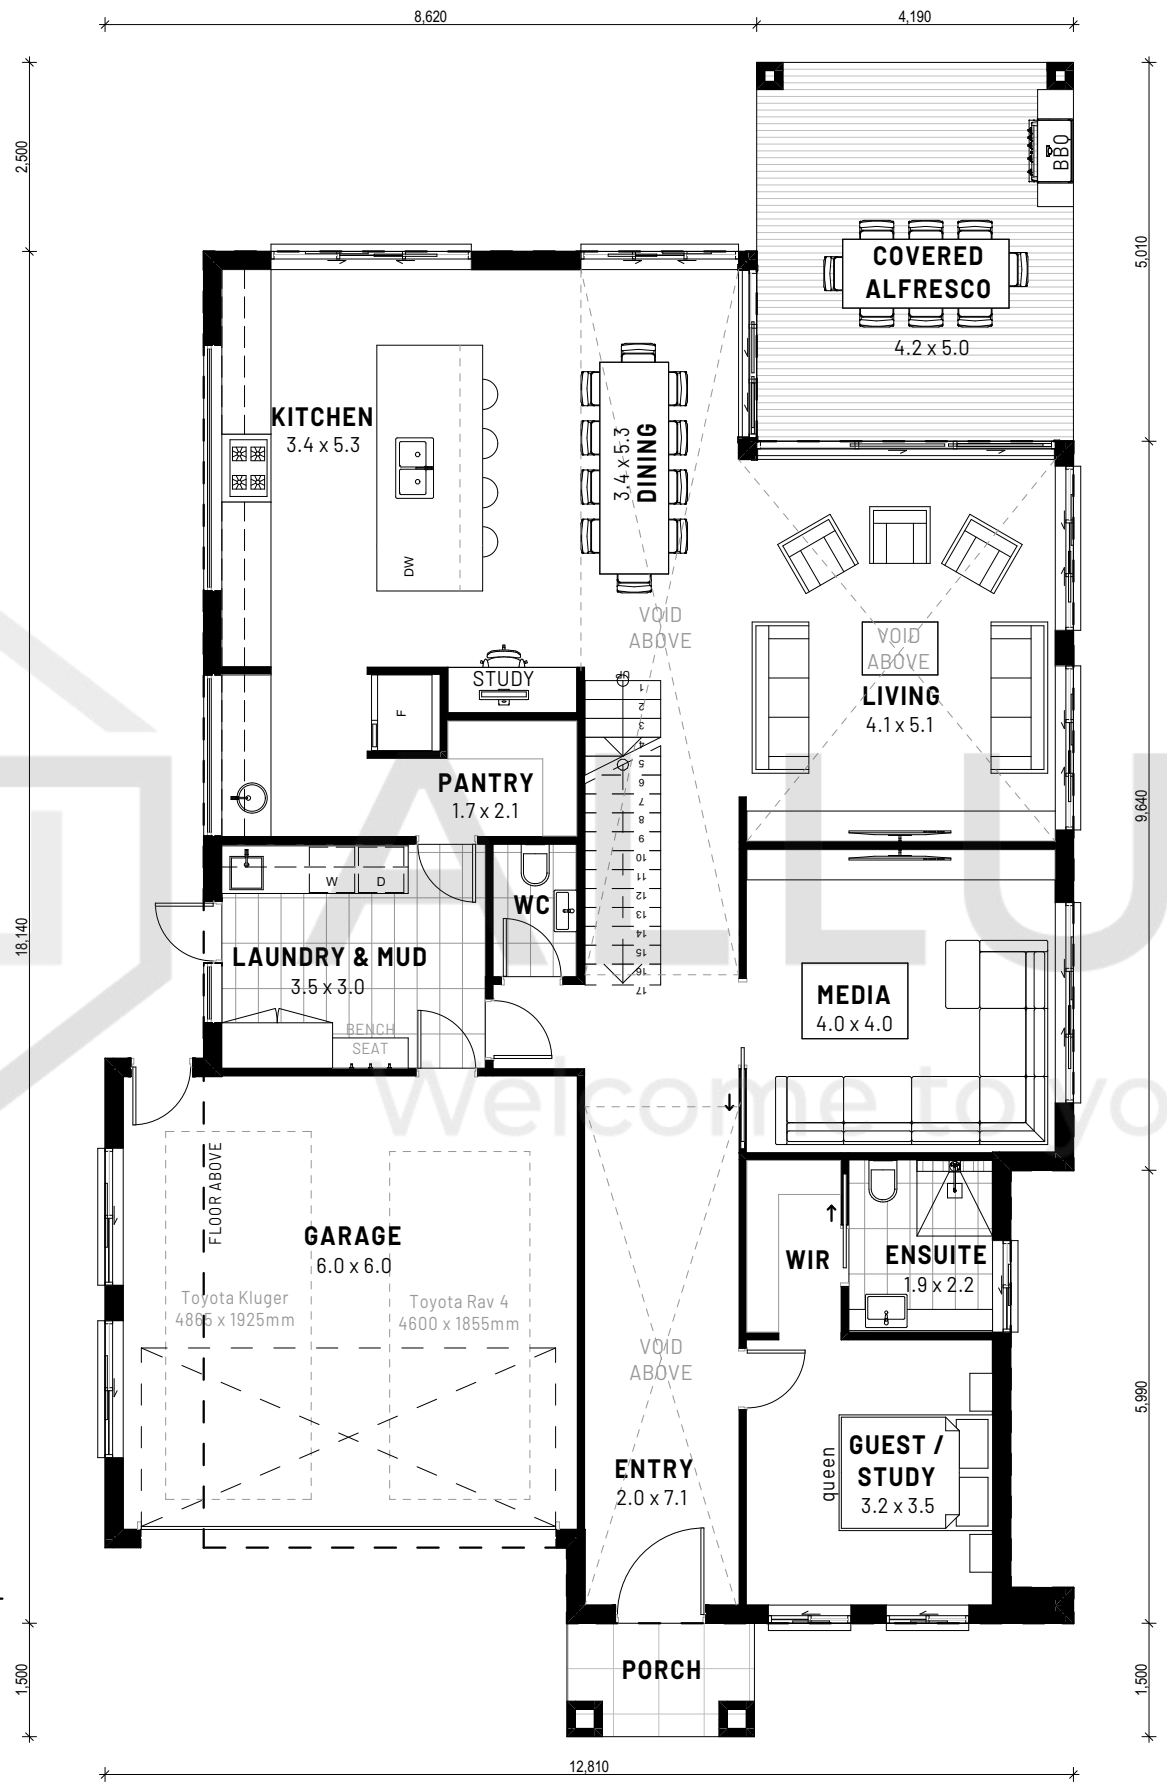 8,620
4,190
2,500
5,010
BBQ
COVERED
ALFRESCO
4.2 x 5.0
KITCHEN
3.4 x 5.3
3.4 x 5.3
DINING
DW
VOID
ABOVE
VOID
ABOVE
LIVING
4.1 x 5.1
STUDY
F
1
2
3
4
5
6
7
8
9
10
11
12
13
14
15
16
17
PANTRY
1.7 x 2.1
9,640
18,140
ALLU
Welcome to yo
W
D
WC
LAUNDRY & MUD
3.5 x 3.0
BENCH
SEAT
MEDIA
4.0 x 4.0
FLOOR ABOVE
GARAGE
6.0 x 6.0
Toyota Kluger
4865 x 1925mm
Toyota Rav 4
4600 x 1855mm
WIR
ENSUITE
1.9 x 2.2
VOID
ABOVE
5,990
ENTRY
2.0 x 7.1
queen
GUEST /
STUDY
3.2 x 3.5
PORCH
1,500
1,500
12,810